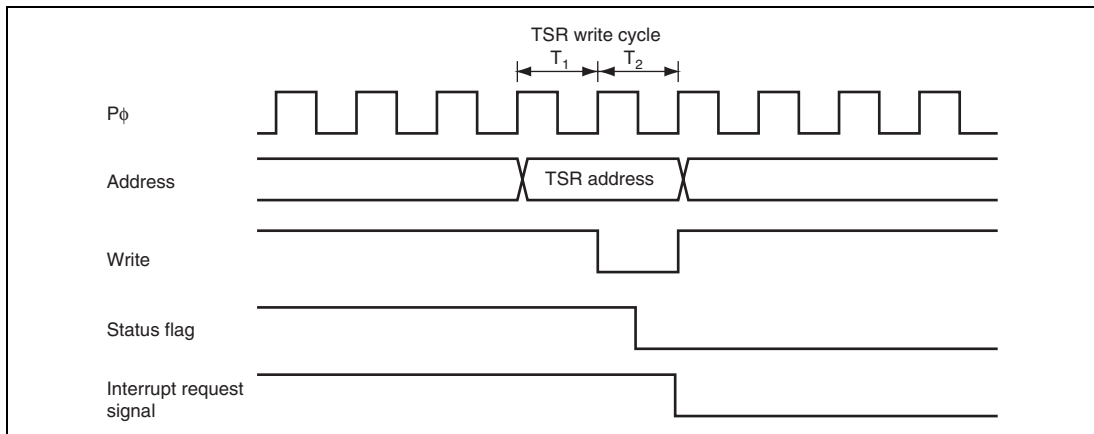 TSR write cycle
T₁ T₂
Pϕ
Address
TSR address
Write
Status flag
Interrupt request
signal